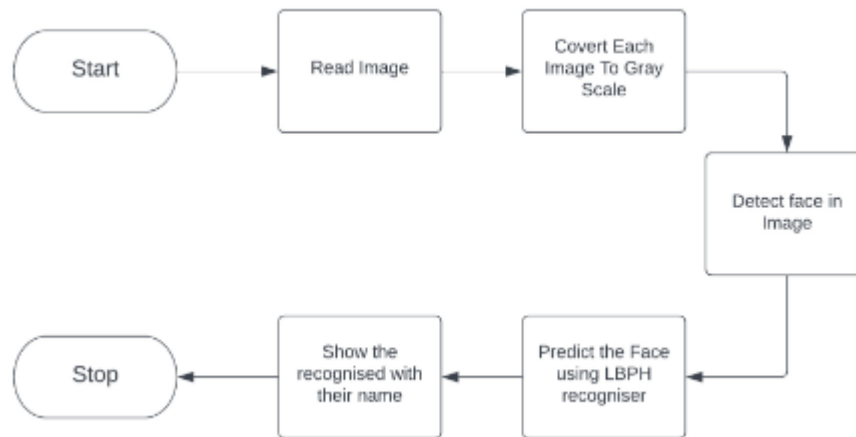 Start
Read Image
Covert Each
Image To Gray
Scale
Detect face in
Image
Predict the Face
using LBPH
recogniser
Show the
recognised with
their name
Stop